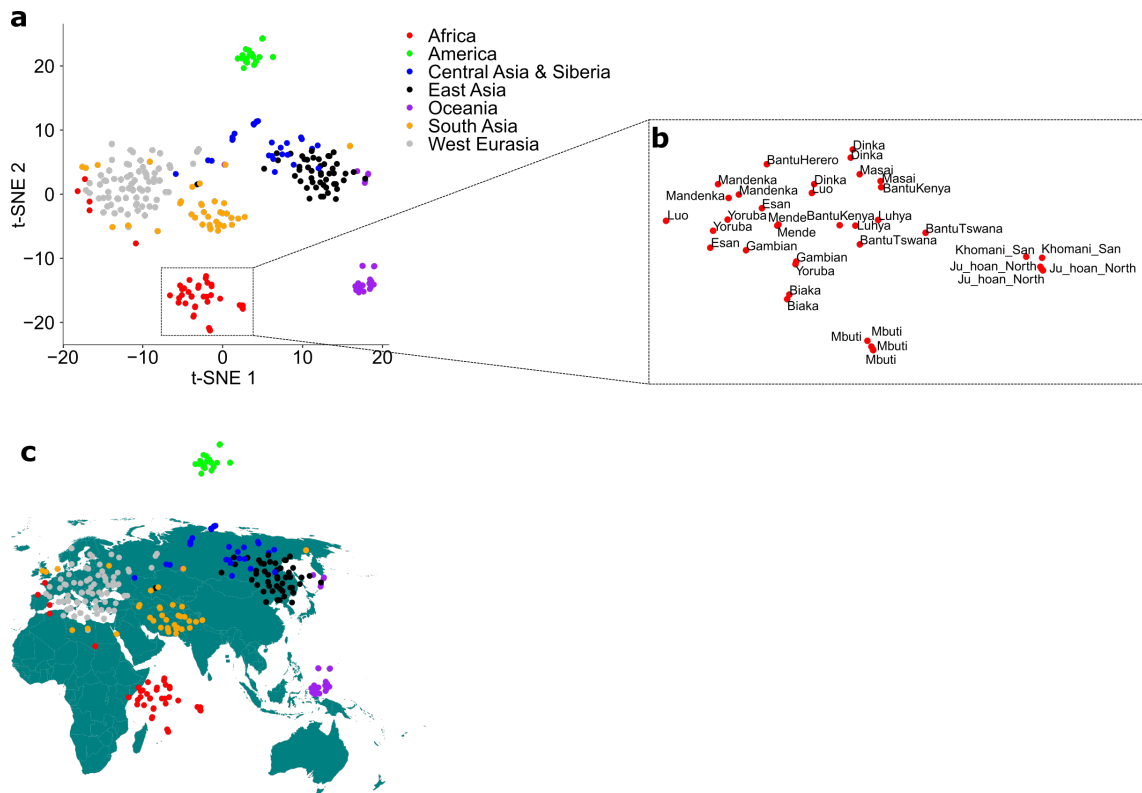 a
20
10
0
−10
−20
−20
−10
0
10
20
t-SNE 1
t-SNE 2
Africa
America
Central Asia & Siberia
East Asia
Oceania
South Asia
West Eurasia
b
Dinka
Dinka
BantuHerero
Masai
Mandenka
Dinka
Masai
Mandenka
Mandenka
Luo
BantuKenya
Esan
Luo
Yoruba
Mende
BantuKenya
Luhya
Yoruba
Mende
Luhya
BantuTswana
Esan
Gambian
BantuTswana
Khomani_San
Khomani_San
Gambian
Ju_hoan_North
Ju_hoan_North
Yoruba
Ju_hoan_North
Biaka
Biaka
Mbuti
Mbuti
Mbuti
Mbuti
c